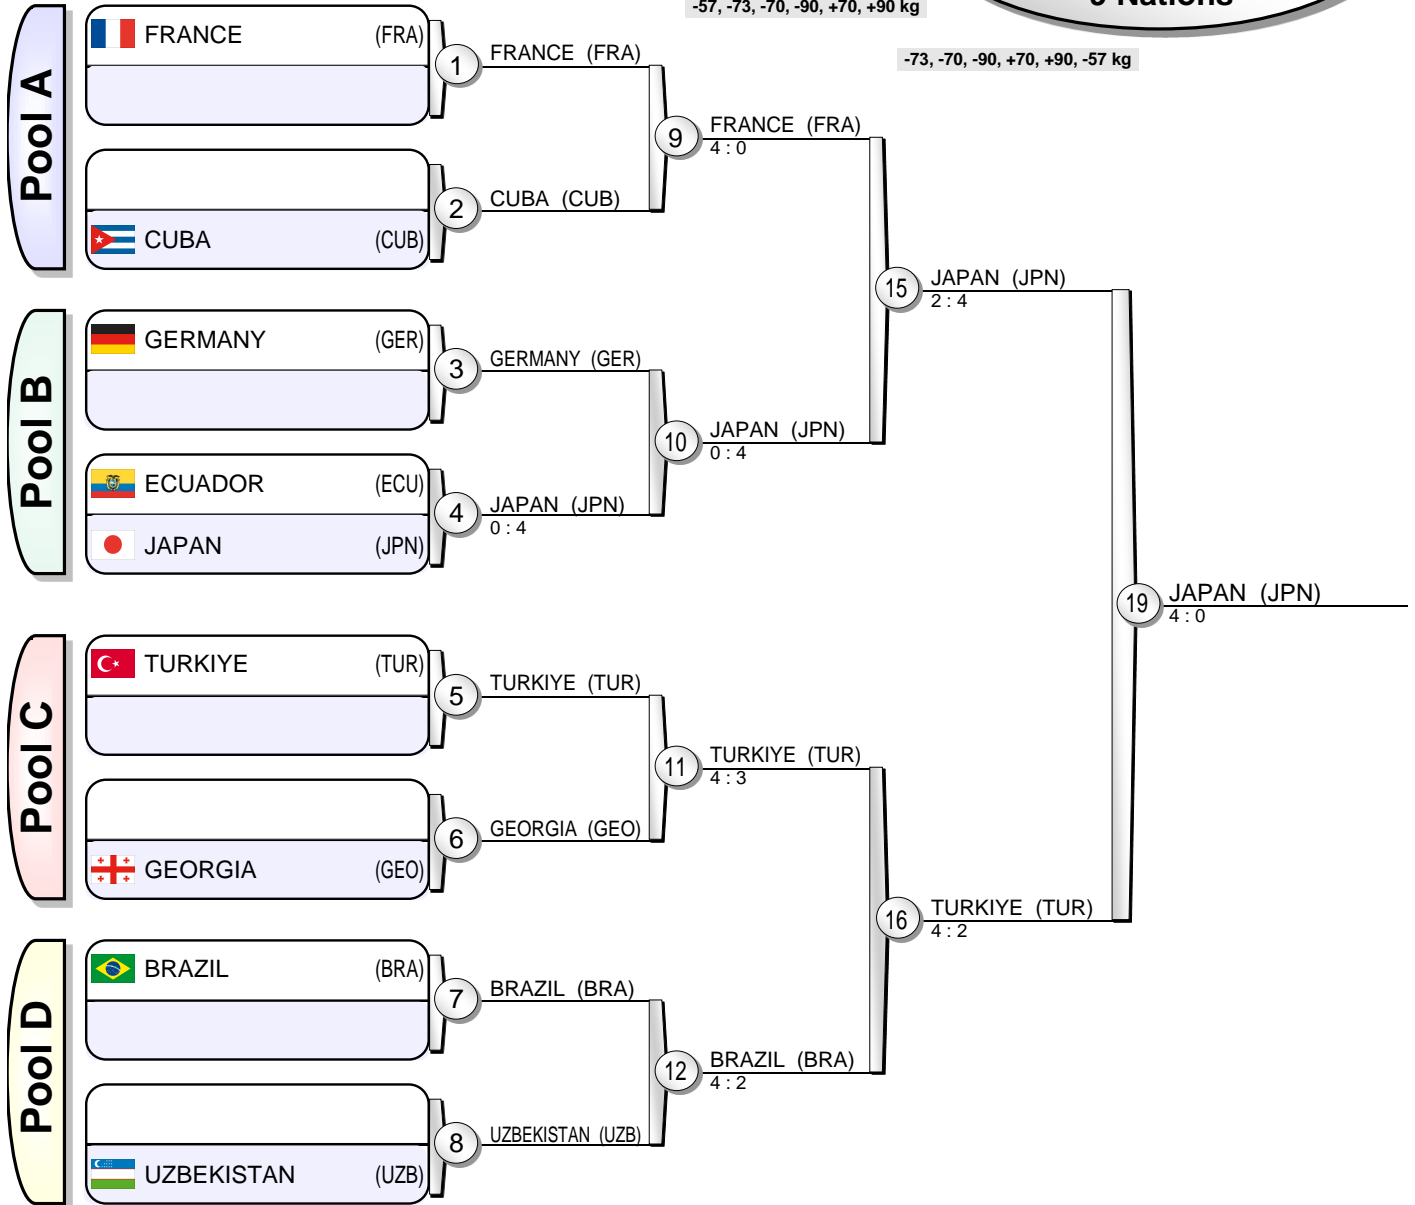 -57, -73, -70, -90, +70, +90 kg
-73, -70, -90, +70, +90, -57 kg
Pool A
FRANCE (FRA)
1
FRANCE (FRA)
9
FRANCE (FRA)
4 : 0
2
CUBA (CUB)
CUBA (CUB)
15
JAPAN (JPN)
2 : 4
Pool B
GERMANY (GER)
3
GERMANY (GER)
10
JAPAN (JPN)
0 : 4
ECUADOR (ECU)
4
JAPAN (JPN)
0 : 4
JAPAN (JPN)
19
JAPAN (JPN)
4 : 0
Pool C
TURKIYE (TUR)
5
TURKIYE (TUR)
11
TURKIYE (TUR)
4 : 3
6
GEORGIA (GEO)
GEORGIA (GEO)
16
TURKIYE (TUR)
4 : 2
Pool D
BRAZIL (BRA)
7
BRAZIL (BRA)
12
BRAZIL (BRA)
4 : 2
8
UZBEKISTAN (UZB)
UZBEKISTAN (UZB)